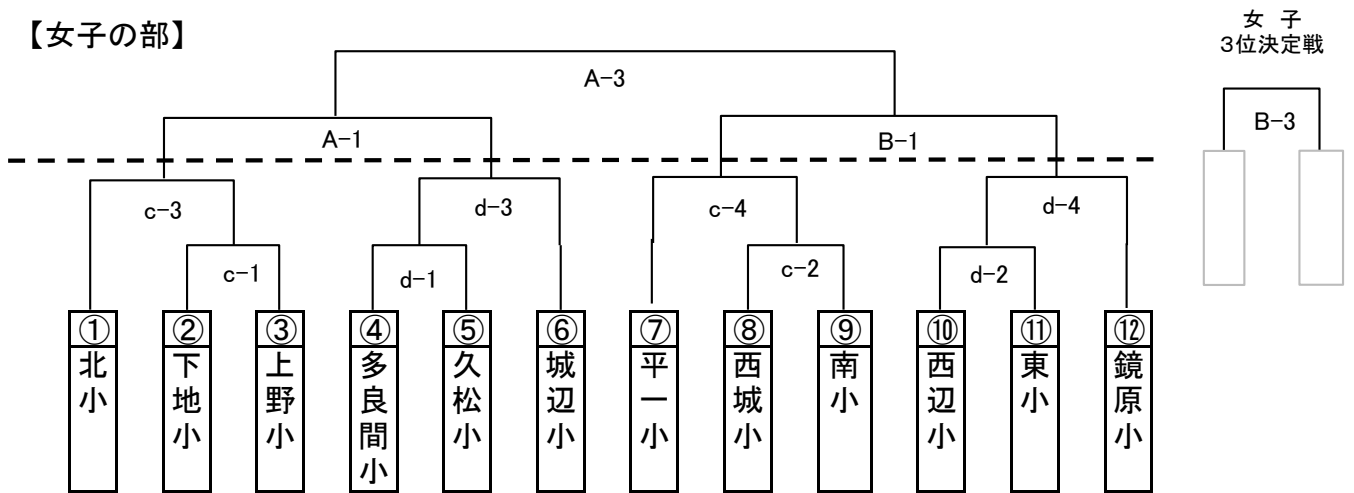 【女子の部】
女 子
3位決定戦
A-3
B-3
A-1
B-1
c-3
d-3
c-4
d-4
c-1
d-1
c-2
d-2
① 北小
② 下地小
③ 上野小
④ 多良間小
⑤ 久松小
⑥ 城辺小
⑦ 平一小
⑧ 西城小
⑨ 南小
⑩ 西辺小
⑪ 東小
⑫ 鏡原小